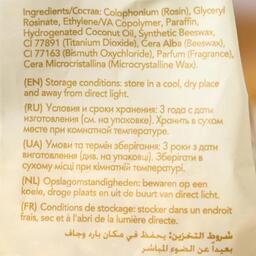 Ingredients/Состав: Colophonium (Rosin), Glyceryl
Rosinate, Ethylene/VA Copolymer, Paraffin,
Hydrogenated Coconut Oil, Synthetic Beeswax,
CI 77891 (Titanium Dioxide), Cera Alba (Beeswax),
CI 77163 (Bismuth Oxychloride), Parfum (Fragrance),
Cera Microcristallina (Microcrystalline Wax).
(EN) Storage conditions: store in a cool, dry place
and away from direct light.
(RU) Условия и сроки хранения: 3 года с даты
изготовления (см. на упаковке). Хранить в сухом
месте при комнатной температуре.
(UA) Умови та термін зберігання: 3 роки з дати
виготовлення (див. на упаковці). Зберігати в
сухому місці при кімнатній температурі.
(NL) Opslagomstandigheden: bewaren op een
koele, droge plaats en uit de buurt van direct licht.
(FR) Conditions de stockage: stocker dans un endroit
frais, sec et à l'abri de la lumière directe.
شروط التخزين: يحفظ في مكان بارد وجاف
بعيدا عن الضوء المباشر